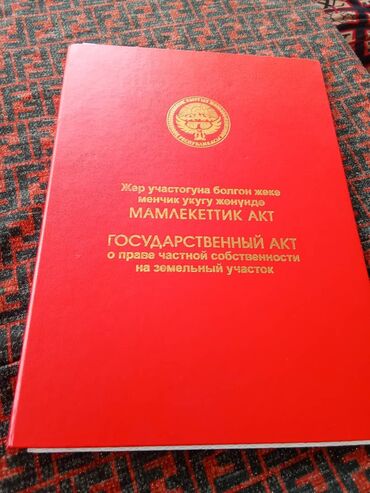 Жер участогуна болгон жеке
менчик укугу жөнүндө
МАМЛЕКЕТТИК АКТ
ГОСУДАРСТВЕННЫЙ АКТ
о праве частной собственности
на земельный участок